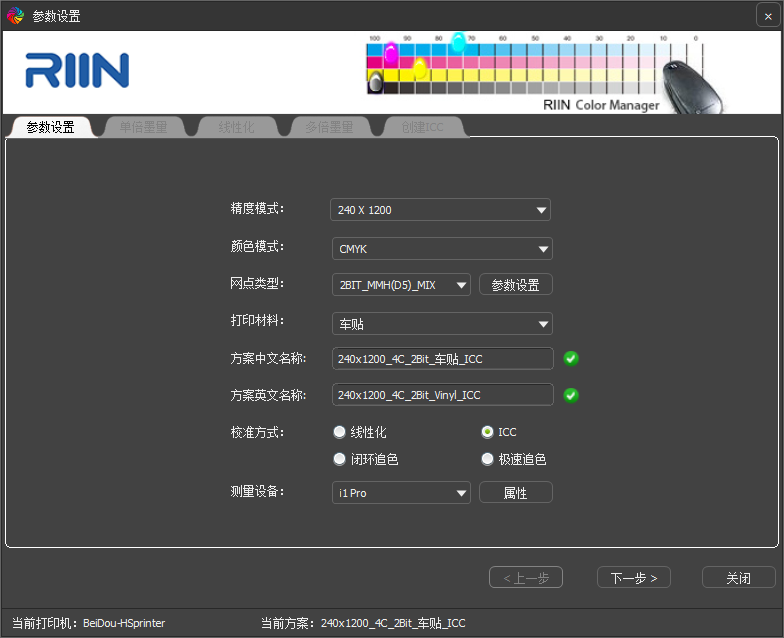 参数设置
RIIN
100 90 80 70 60 50 40 30 20 10 0
RIIN Color Manager
参数设置 单倍墨量 线性化 多倍墨量 创建ICC
精度模式: 240 X 1200
颜色模式: CMYK
网点类型: 2BIT_MMH(D5)_MIX 参数设置
打印材料: 车贴
方案中文名称: 240x1200_4C_2Bit_车贴_ICC
方案英文名称: 240x1200_4C_2Bit_Vinyl_ICC
校准方式: 线性化 ICC
闭环追色 极速追色
测量设备: i1 Pro 属性
< 上一步 下一步 > 关闭
当前打印机: BeiDou-HSprinter 当前方案: 240x1200_4C_2Bit_车贴_ICC